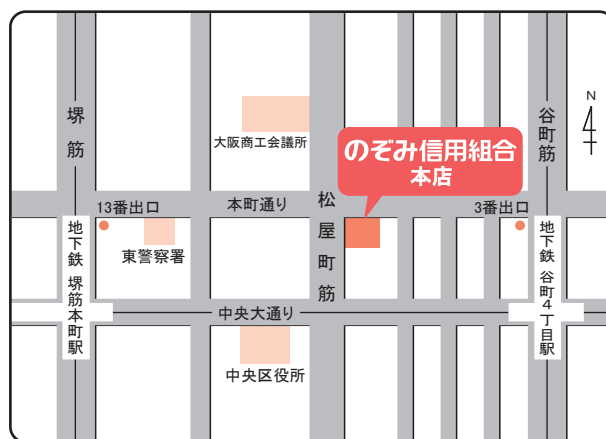 堺筋
大阪商工会議所
谷町筋
N
のぞみ信用組合
本店
13番出口
本町通り
松屋町筋
3番出口
東警察署
地下鉄 堺筋本町駅
地下鉄 谷町4丁目駅
中央大通り
中央区役所